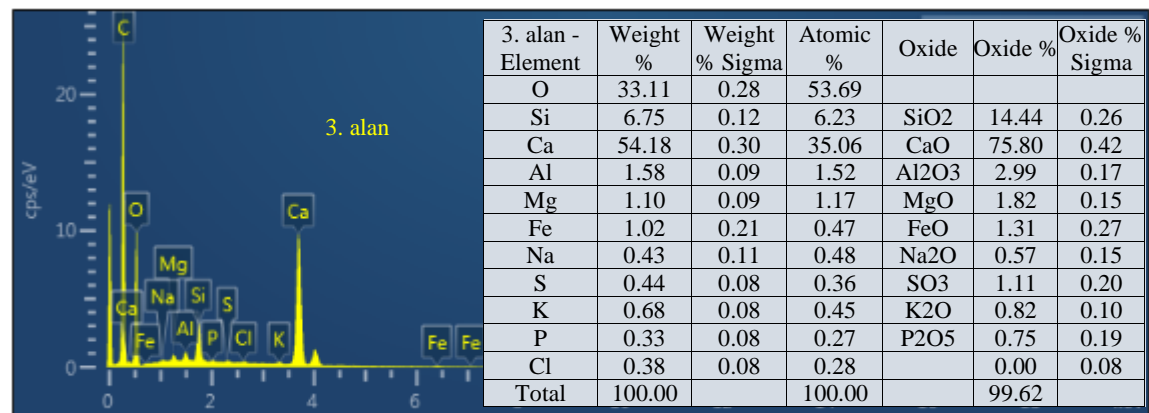 cps/eV
20
10
0
0
2
4
6
3. alan
C
O
Ca
Mg
Ca
Na
Si
S
Fe
Al
P
Cl
K
Fe
Fe
3. alan - Element Weight % Weight % Sigma Atomic % Oxide Oxide % Oxide % Sigma
O 33.11 0.28 53.69
Si 6.75 0.12 6.23 SiO2 14.44 0.26
Ca 54.18 0.30 35.06 CaO 75.80 0.42
Al 1.58 0.09 1.52 Al2O3 2.99 0.17
Mg 1.10 0.09 1.17 MgO 1.82 0.15
Fe 1.02 0.21 0.47 FeO 1.31 0.27
Na 0.43 0.11 0.48 Na2O 0.57 0.15
S 0.44 0.08 0.36 SO3 1.11 0.20
K 0.68 0.08 0.45 K2O 0.82 0.10
P 0.33 0.08 0.27 P2O5 0.75 0.19
Cl 0.38 0.08 0.28 0.00 0.08
Total 100.00 100.00 99.62